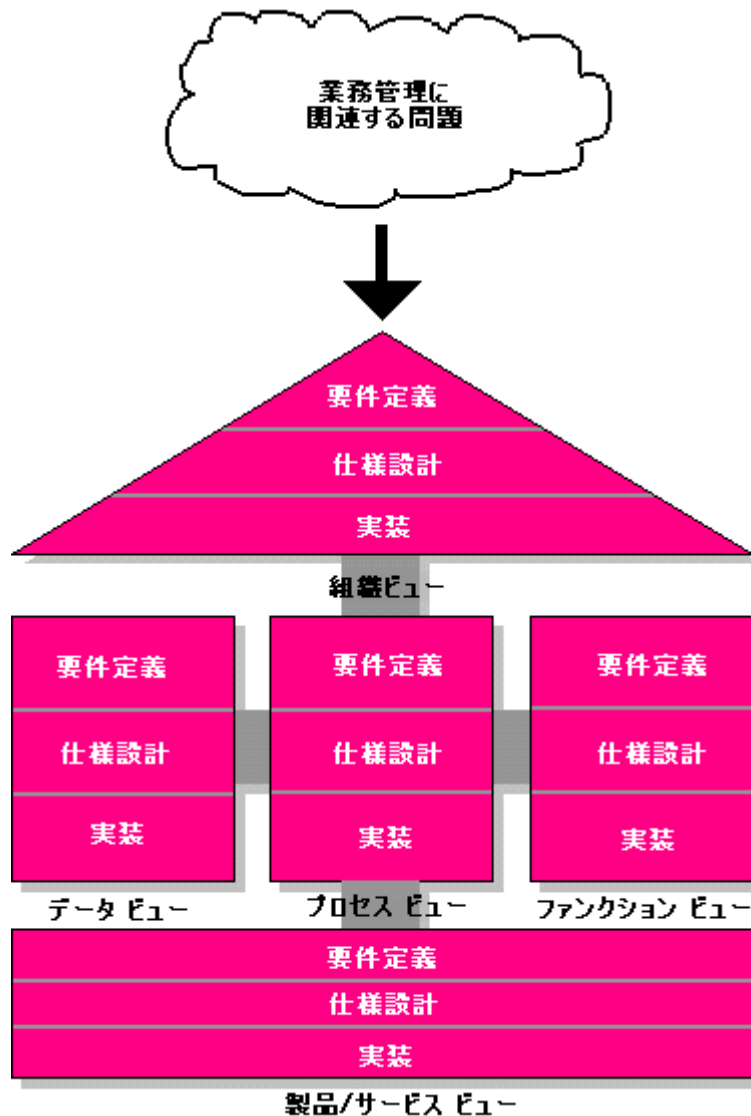 業務管理に
関連する問題
要件定義
仕様設計
実装
組織ビュー
要件定義
仕様設計
実装
データ ビュー
要件定義
仕様設計
実装
プロセス ビュー
要件定義
仕様設計
実装
ファンクション ビュー
要件定義
仕様設計
実装
製品/サービス ビュー